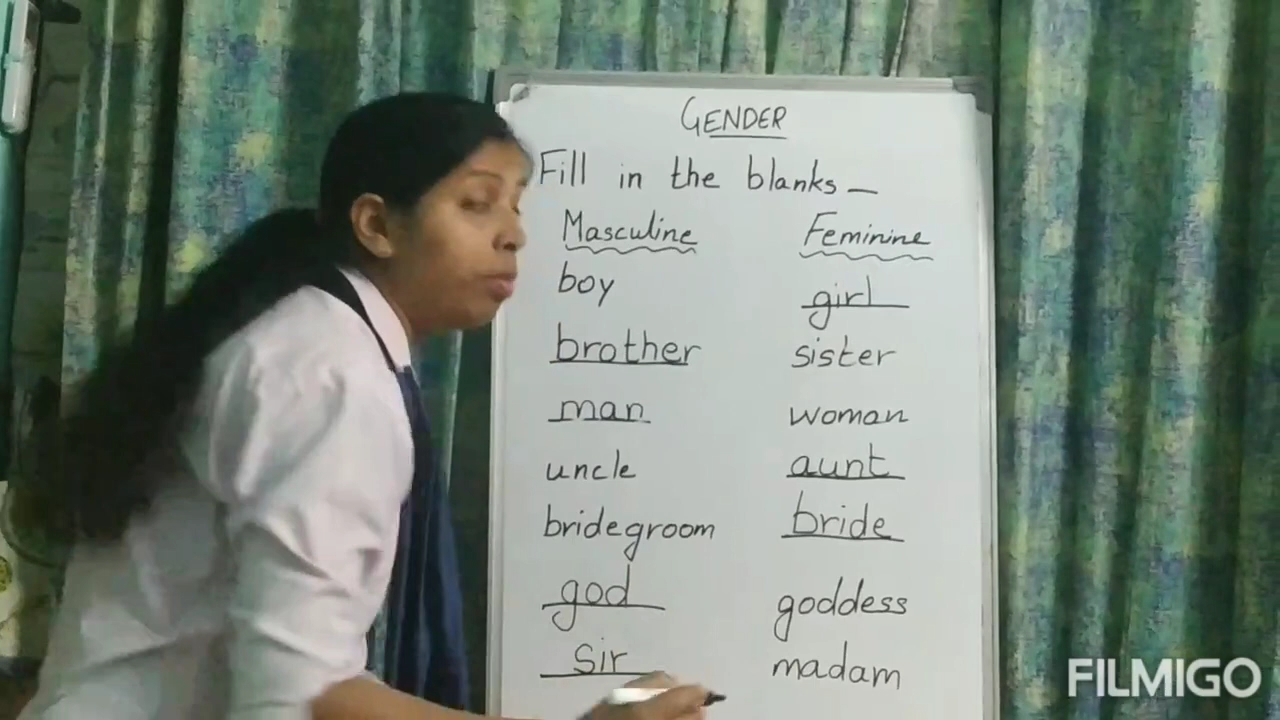 GENDER
Fill in the blanks –
Masculine Feminine
boy girl
brother sister
man woman
uncle aunt
bridegroom bride
god goddess
Sir madam
FILMIGO